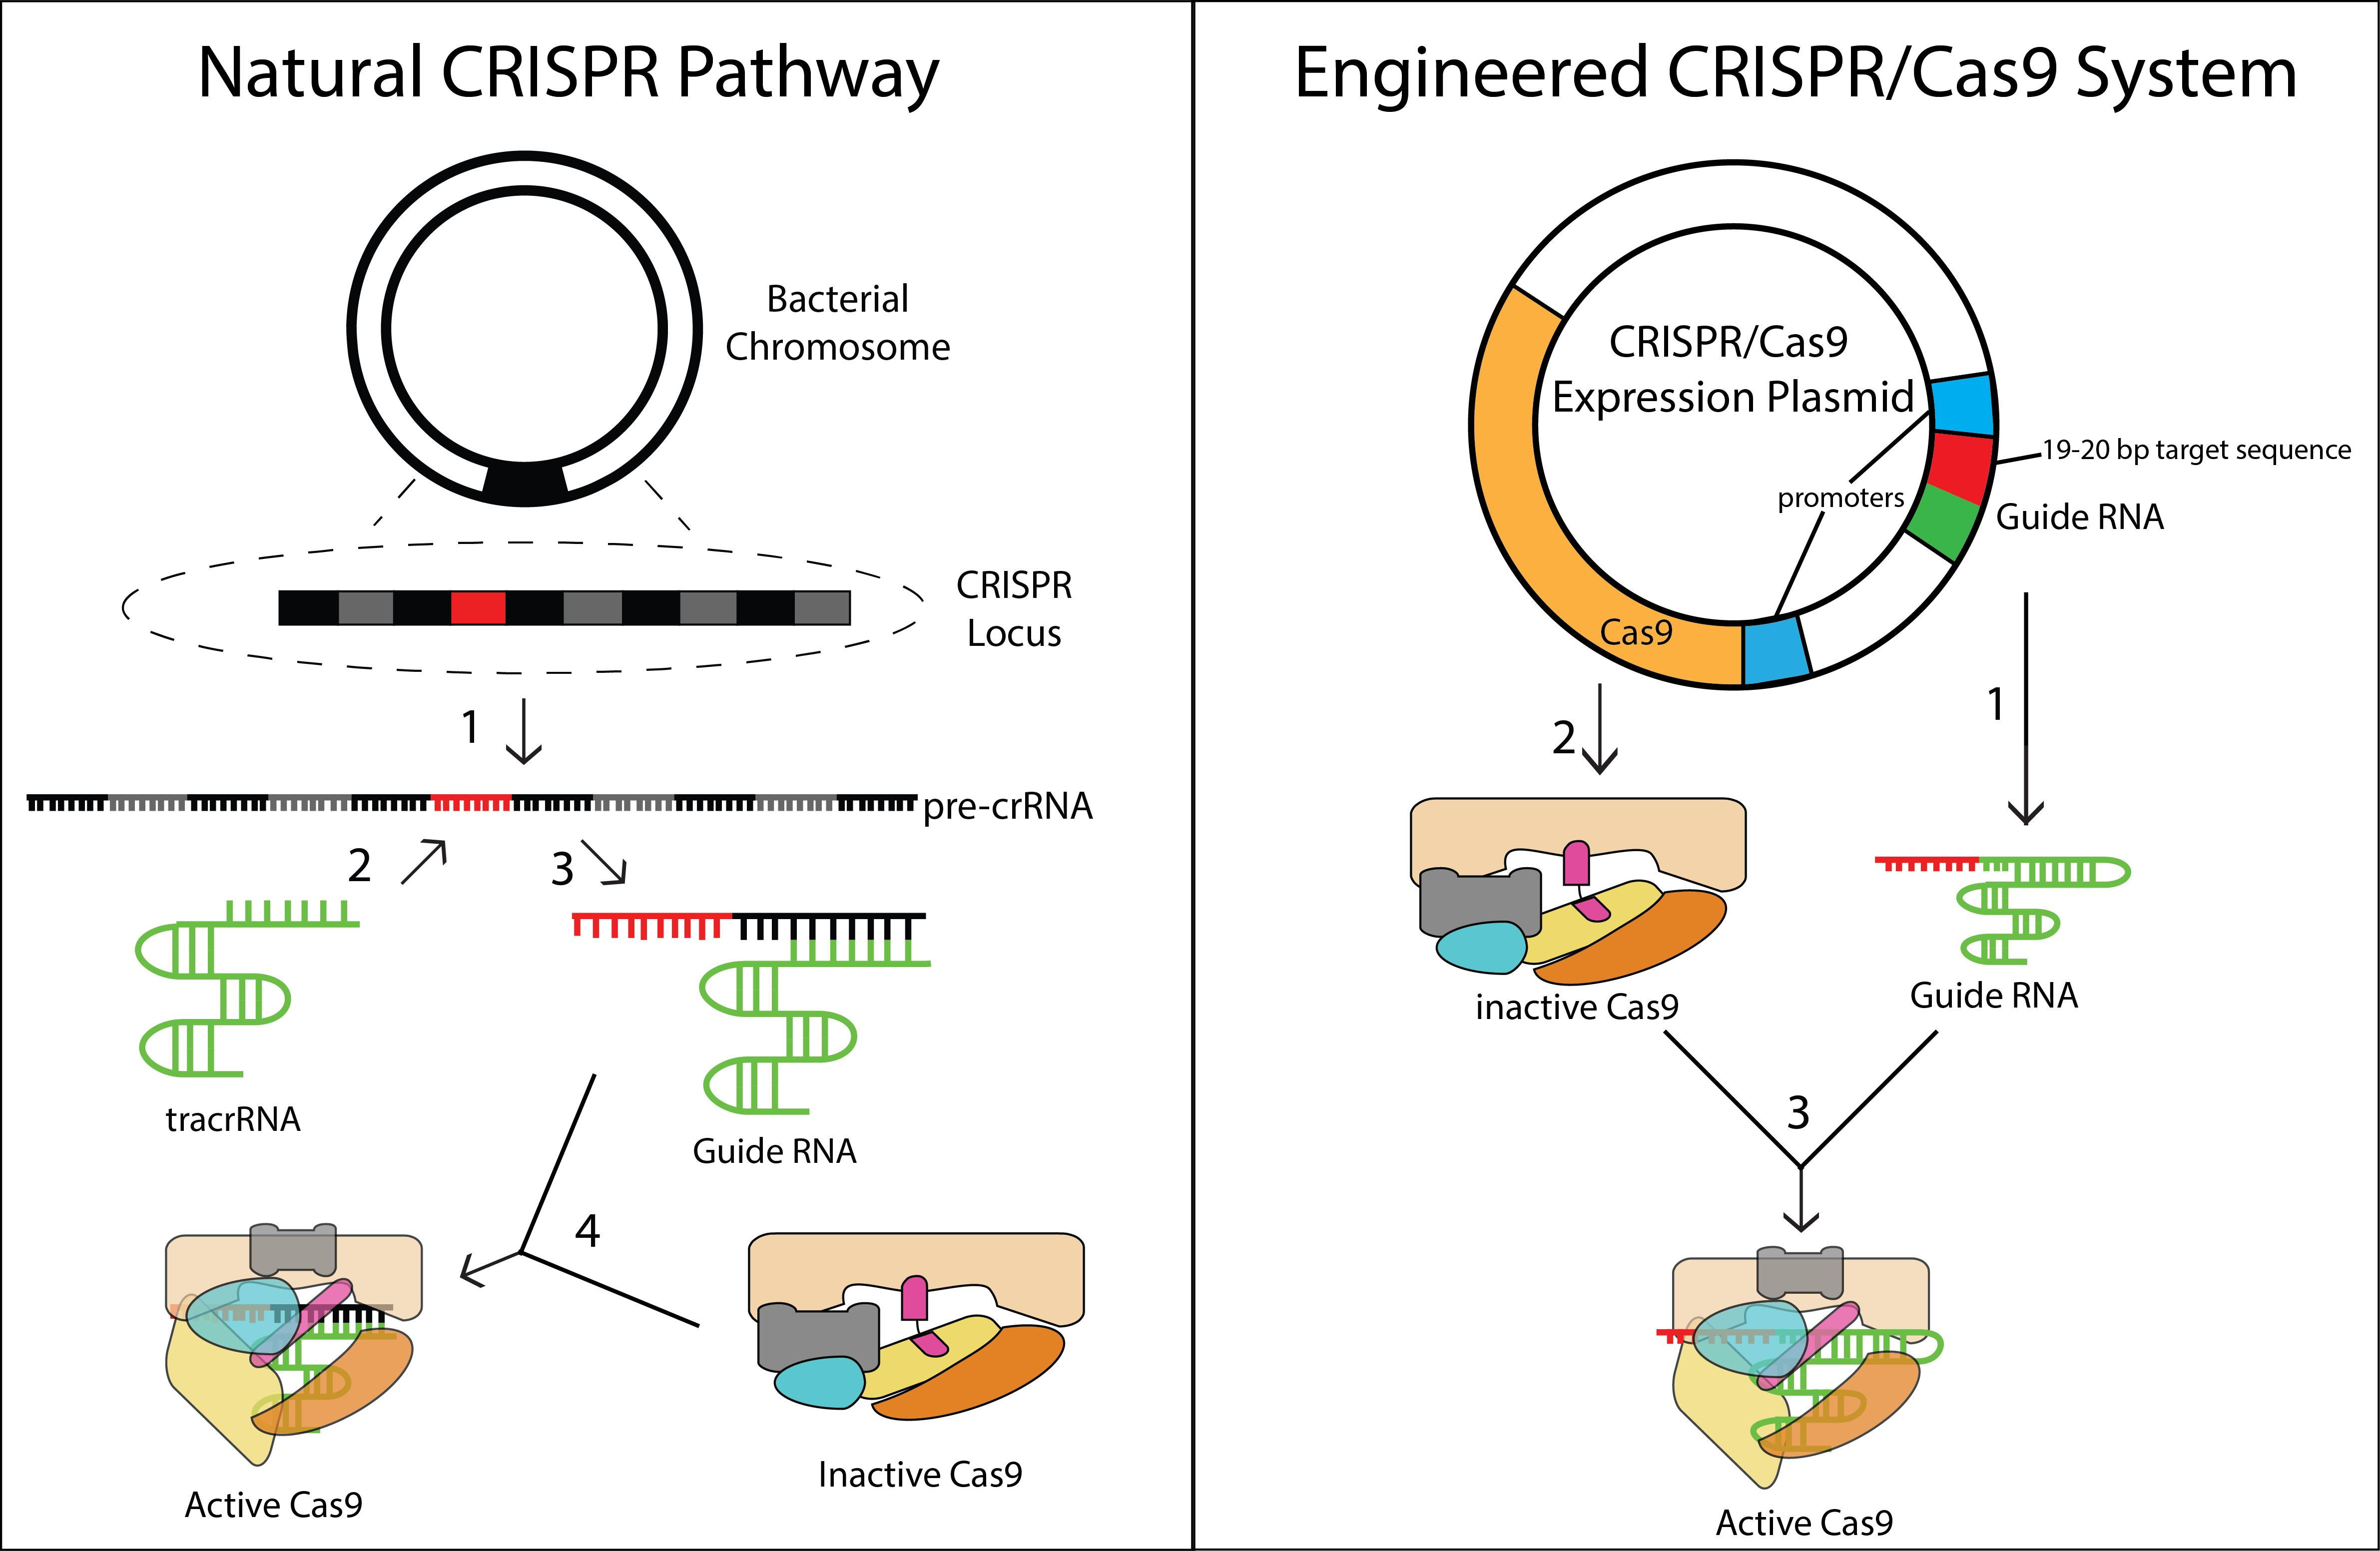 Natural CRISPR Pathway
Bacterial
Chromosome
CRISPR
Locus
1
pre-crRNA
2
3
tracrRNA
Guide RNA
4
Active Cas9
Inactive Cas9
Engineered CRISPR/Cas9 System
CRISPR/Cas9
Expression Plasmid
19-20 bp target sequence
promoters
Guide RNA
Cas9
1
2
inactive Cas9
Guide RNA
3
Active Cas9